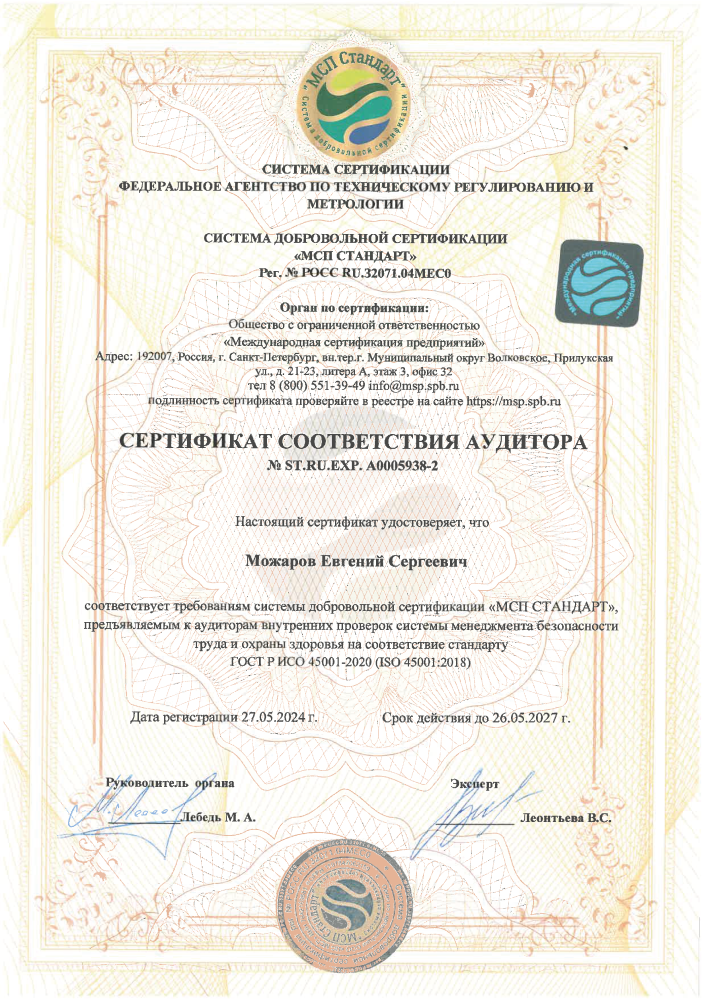 "МСП Стандарт"
Система добровольной сертификации
СИСТЕМА СЕРТИФИКАЦИИ
ФЕДЕРАЛЬНОЕ АГЕНТСТВО ПО ТЕХНИЧЕСКОМУ РЕГУЛИРОВАНИЮ И
МЕТРОЛОГИИ
СИСТЕМА ДОБРОВОЛЬНОЙ СЕРТИФИКАЦИИ
«МСП СТАНДАРТ»
Рег. № РОСС RU.32071.04МЕС0
"Международная сертификация предприятий"
Орган по сертификации:
Общество с ограниченной ответственностью
«Международная сертификация предприятий»
Адрес: 192007, Россия, г. Санкт-Петербург, вн.тер.г. Муниципальный округ Волковское, Прилукская
ул., д. 21-23, литера А, этаж 3, офис 32
тел 8 (800) 551-39-49 info@msp.spb.ru
подлинность сертификата проверяйте в реестре на сайте https://msp.spb.ru
СЕРТИФИКАТ СООТВЕТСТВИЯ АУДИТОРА
№ ST.RU.EXP. A0005938-2
Настоящий сертификат удостоверяет, что
Можаров Евгений Сергеевич
соответствует требованиям системы добровольной сертификации «МСП СТАНДАРТ»,
предъявляемым к аудиторам внутренних проверок системы менеджмента безопасности
труда и охраны здоровья на соответствие стандарту
ГОСТ Р ИСО 45001-2020 (ISO 45001:2018)
Дата регистрации 27.05.2024 г. Срок действия до 26.05.2027 г.
Руководитель органа Эксперт
Лебедь М. А. Леонтьева В.С.
"МСП Стандарт"